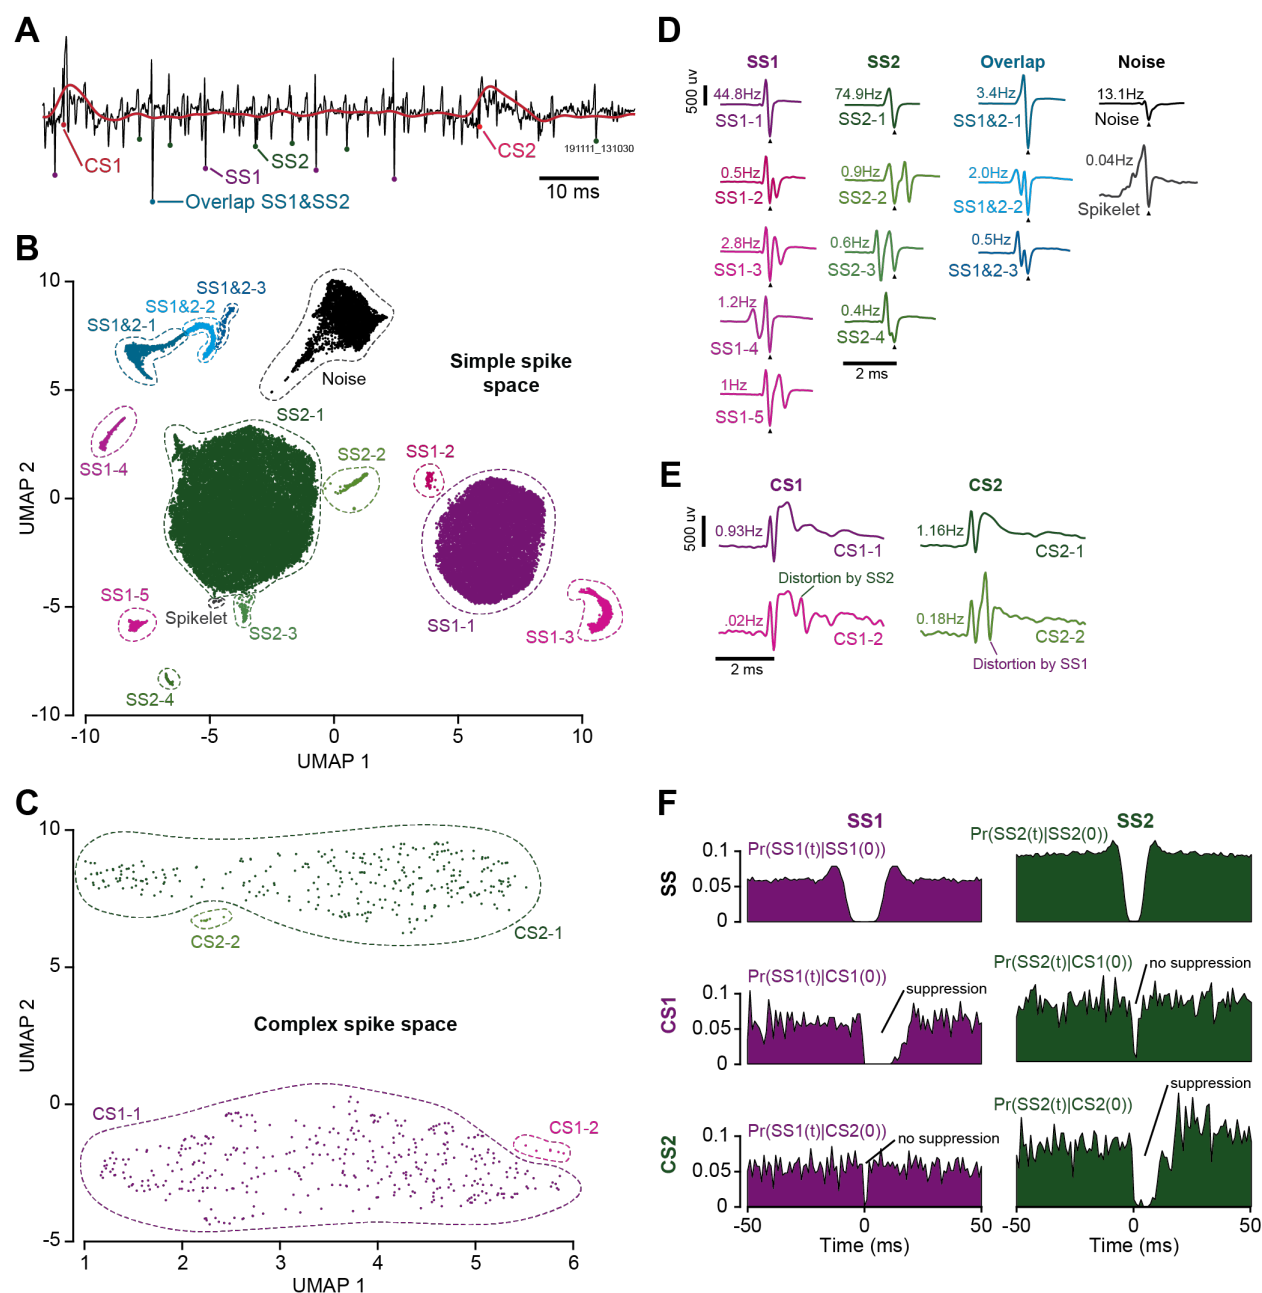 A
CS1
SS1
SS2
Overlap SS1&SS2
CS2
191111_131030
10 ms
B
10
5
0
-5
-10
-10
-5
0
5
10
UMAP 2
UMAP 1
SS1&2-3
SS1&2-2
SS1&2-1
Noise
Simple spike
space
SS2-1
SS1-4
SS2-2
SS1-2
SS1-5
Spikelet
SS2-3
SS1-1
SS1-3
SS2-4
C
10
5
0
-5
1
2
3
4
5
6
UMAP 2
UMAP 1
CS2-2
CS2-1
Complex spike space
CS1-1
CS1-2
D
SS1
SS2
Overlap
Noise
500 uv
44.8Hz
SS1-1
74.9Hz
SS2-1
3.4Hz
SS1&2-1
13.1Hz
Noise
0.5Hz
SS1-2
0.9Hz
SS2-2
2.0Hz
SS1&2-2
0.04Hz
Spikelet
2.8Hz
SS1-3
0.6Hz
SS2-3
0.5Hz
SS1&2-3
1.2Hz
SS1-4
0.4Hz
SS2-4
2 ms
1Hz
SS1-5
E
CS1
CS2
500 uv
0.93Hz
CS1-1
1.16Hz
CS2-1
Distortion by SS2
.02Hz
CS1-2
0.18Hz
CS2-2
2 ms
Distortion by SS1
F
SS1
SS2
SS
0.1
0.05
0
Pr(SS1(t)|SS1(0))
Pr(SS2(t)|SS2(0))
CS1
0.1
0.05
0
Pr(SS1(t)|CS1(0))
suppression
Pr(SS2(t)|CS1(0))
no suppression
CS2
0.1
0.05
0
Pr(SS1(t)|CS2(0))
no suppression
Pr(SS2(t)|CS2(0))
suppression
-50
0
50
Time (ms)
-50
0
50
Time (ms)